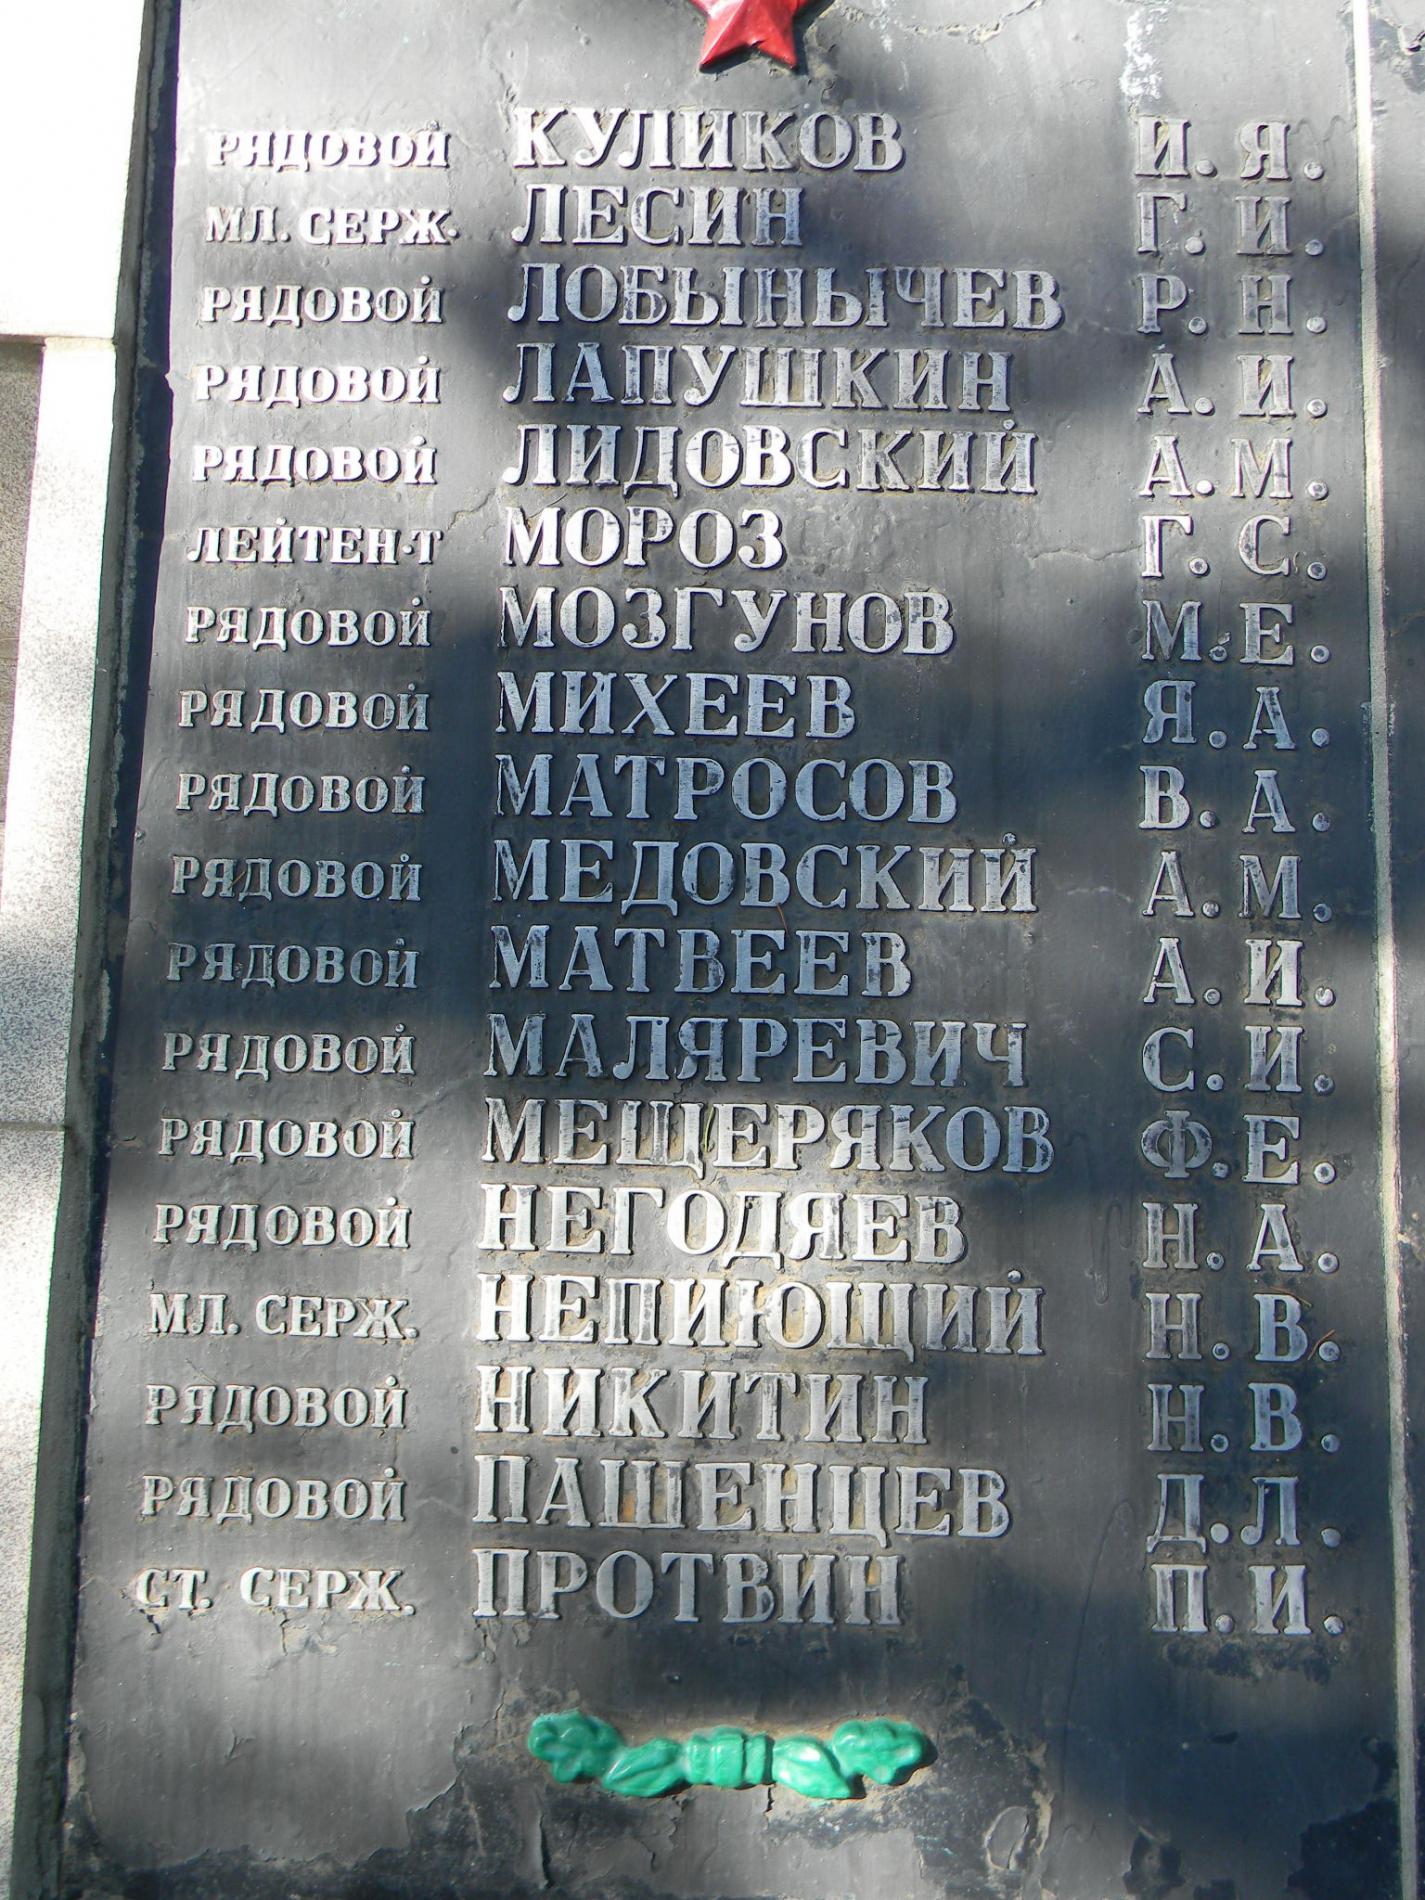 РЯДОВОЙ КУЛИКОВ И. Я.
МЛ. СЕРЖ. ЛЕСИН Г. И.
РЯДОВОЙ ЛОБЫНЫЧЕВ Р. Н.
РЯДОВОЙ ЛАПУШКИН А. И.
РЯДОВОЙ ЛИДОВСКИЙ А. М.
ЛЕЙТЕН-Т МОРОЗ Г. С.
РЯДОВОЙ МОЗГУНОВ М. Е.
РЯДОВОЙ МИХЕЕВ Я. А.
РЯДОВОЙ МАТРОСОВ В. А.
РЯДОВОЙ МЕДОВСКИЙ А. М.
РЯДОВОЙ МАТВЕЕВ А. И.
РЯДОВОЙ МАЛЯРЕВИЧ С. И.
РЯДОВОЙ МЕЩЕРЯКОВ Ф. Е.
РЯДОВОЙ НЕГОДЯЕВ Н. А.
МЛ. СЕРЖ. НЕПИЮЩИЙ Н. В.
РЯДОВОЙ НИКИТИН Н. В.
РЯДОВОЙ ПАШЕНЦЕВ Д. Л.
СТ. СЕРЖ. ПРОТВИН П. И.